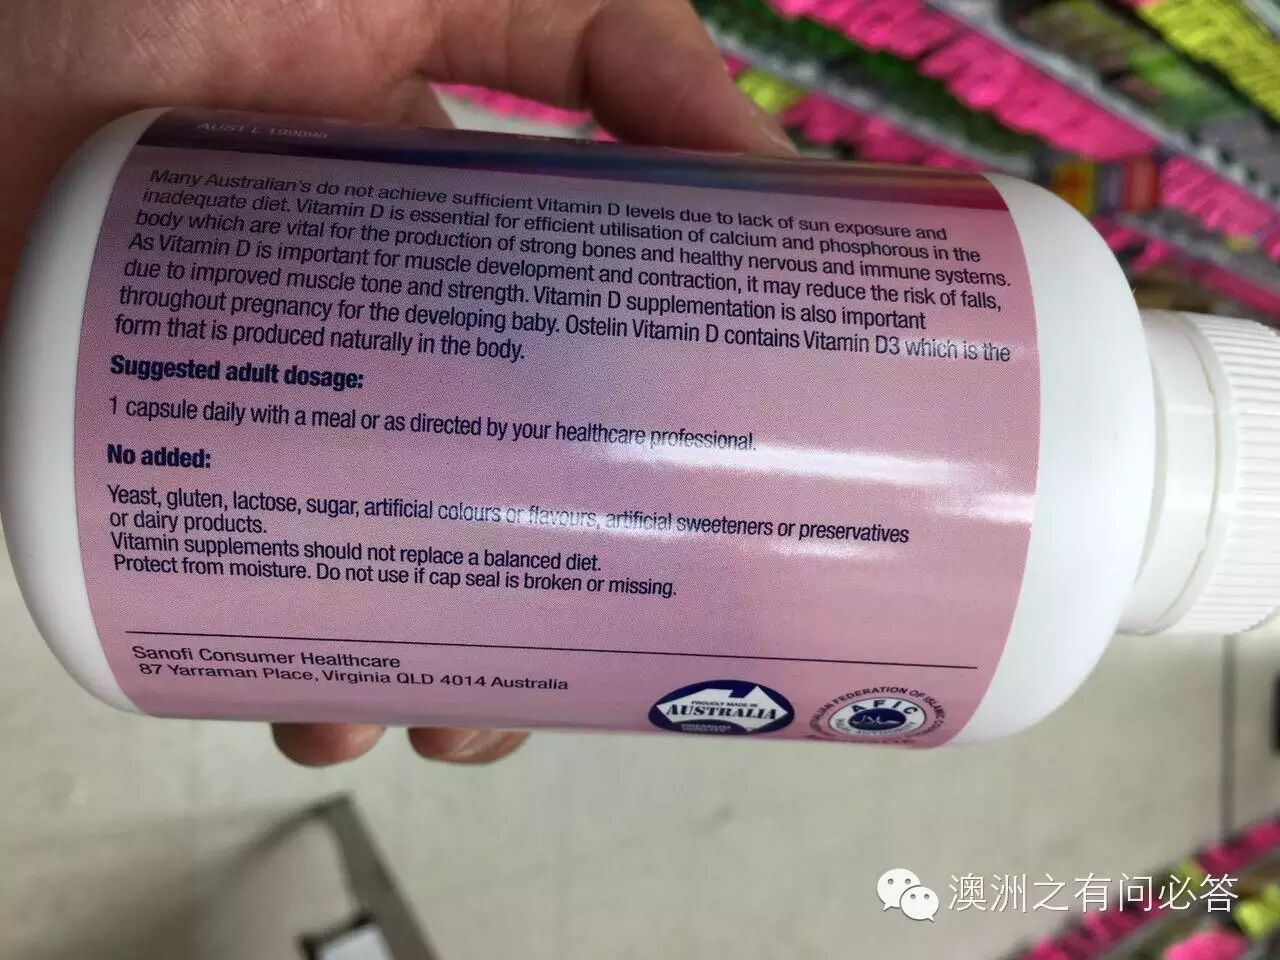 AUST L 199095
Many Australian's do not achieve sufficient Vitamin D levels due to lack of sun exposure and
inadequate diet. Vitamin D is essential for efficient utilisation of calcium and phosphorous in the
body which are vital for the production of strong bones and healthy nervous and immune systems.
As Vitamin D is important for muscle development and contraction, it may reduce the risk of falls,
due to improved muscle tone and strength. Vitamin D supplementation is also important
throughout pregnancy for the developing baby. Ostelin Vitamin D contains Vitamin D3 which is the
form that is produced naturally in the body.
Suggested adult dosage:
1 capsule daily with a meal or as directed by your healthcare professional.
No added:
Yeast, gluten, lactose, sugar, artificial colours or flavours, artificial sweeteners or preservatives
or dairy products.
Vitamin supplements should not replace a balanced diet.
Protect from moisture. Do not use if cap seal is broken or missing.
Sanofi Consumer Healthcare
87 Yarraman Place, Virginia QLD 4014 Australia
PROUDLY MADE IN
AUSTRALIA
PREMIUM
AUSTRALIAN FEDERATION OF ISLAMIC
AFIC
澳洲之有问必答